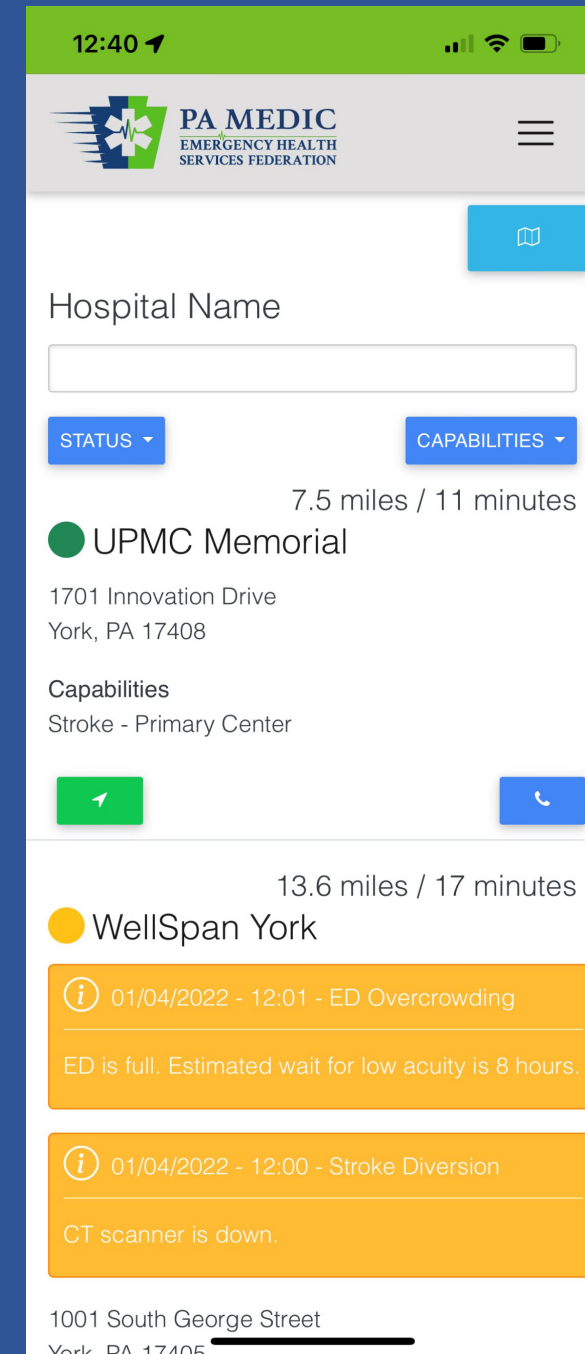 12:40
PA MEDIC
EMERGENCY HEALTH
SERVICES FEDERATION
Hospital Name
STATUS
CAPABILITIES
7.5 miles / 11 minutes
UPMC Memorial
1701 Innovation Drive
York, PA 17408
Capabilities
Stroke - Primary Center
13.6 miles / 17 minutes
WellSpan York
01/04/2022 - 12:01 - ED Overcrowding
ED is full. Estimated wait for low acuity is 8 hours.
01/04/2022 - 12:00 - Stroke Diversion
CT scanner is down.
1001 South George Street
York, PA 17405